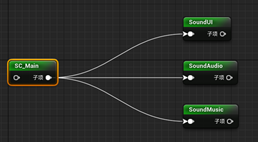 SoundUI
子项
SC_Main
子项
SoundAudio
子项
SoundMusic
子项